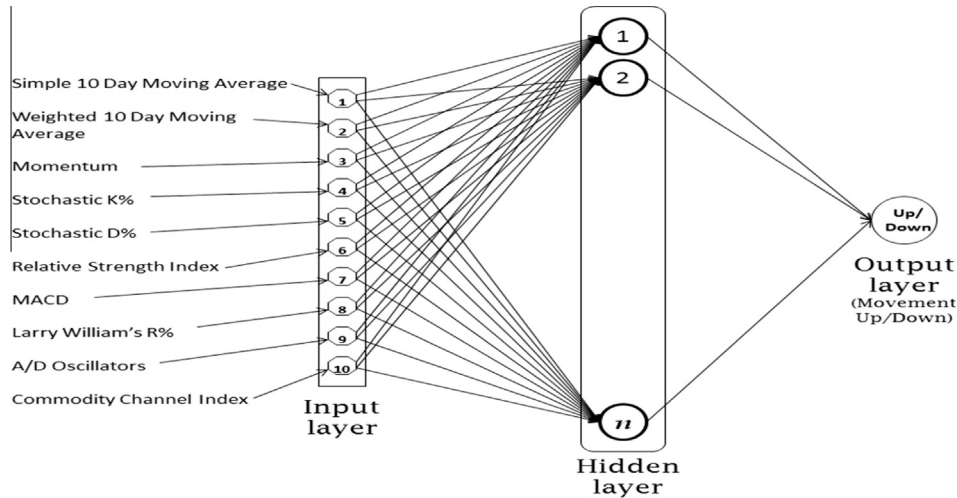 Simple 10 Day Moving Average
Weighted 10 Day Moving
Average
Momentum
Stochastic K%
Stochastic D%
Relative Strength Index
MACD
Larry William's R%
A/D Oscillators
Commodity Channel Index
1
2
3
4
5
6
7
8
9
10
Input
layer
1
2
n
Hidden
layer
Up/
Down
Output
layer
(Movement
Up/Down)